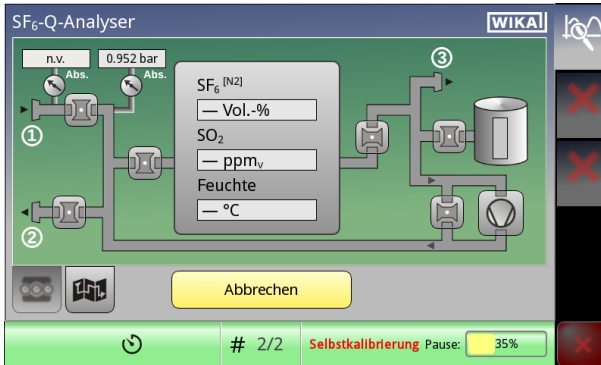 SF₆-Q-Analyser
WIKA
n.v.
0.952 bar
Abs.
Abs.
3
SF₆ [N2]
— Vol.-%
1
SO₂
— ppmᵥ
Feuchte
— °C
2
Abbrechen
# 2/2
Selbstkalibrierung Pause: 35%